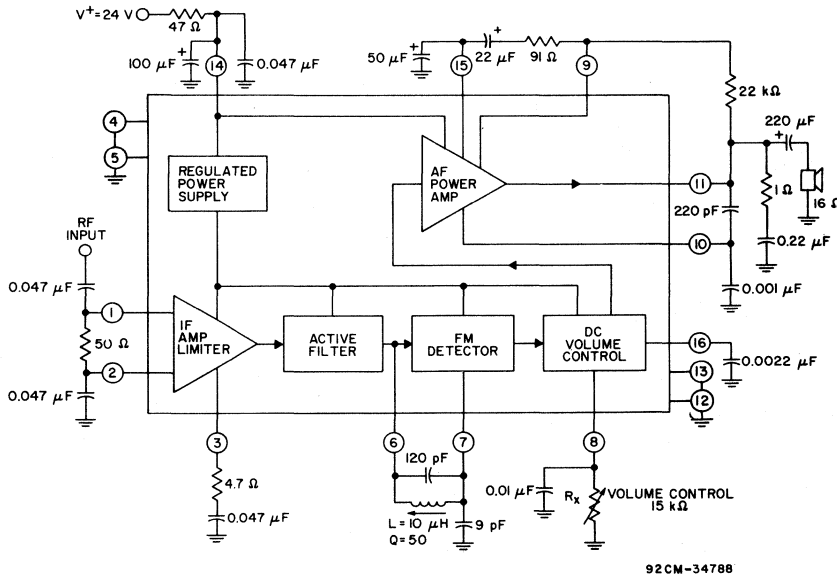 V+=24 V
47 Ω
100 μF
+
14
0.047 μF
50 μF
+
15
+
22 μF
91 Ω
9
22 kΩ
220 μF
+
4
5
REGULATED
POWER
SUPPLY
AF
POWER
AMP
11
1 Ω
16 Ω
220 pF
10
0.22 μF
0.001 μF
RF
INPUT
0.047 μF
1
50 Ω
2
0.047 μF
IF
AMP
LIMITER
ACTIVE
FILTER
FM
DETECTOR
DC
VOLUME
CONTROL
16
13
12
0.0022 μF
3
6
7
8
4.7 Ω
0.047 μF
120 pF
L = 10 μH
Q = 50
9 pF
0.01 μF
Rx
VOLUME CONTROL
15 kΩ
92CM-34788